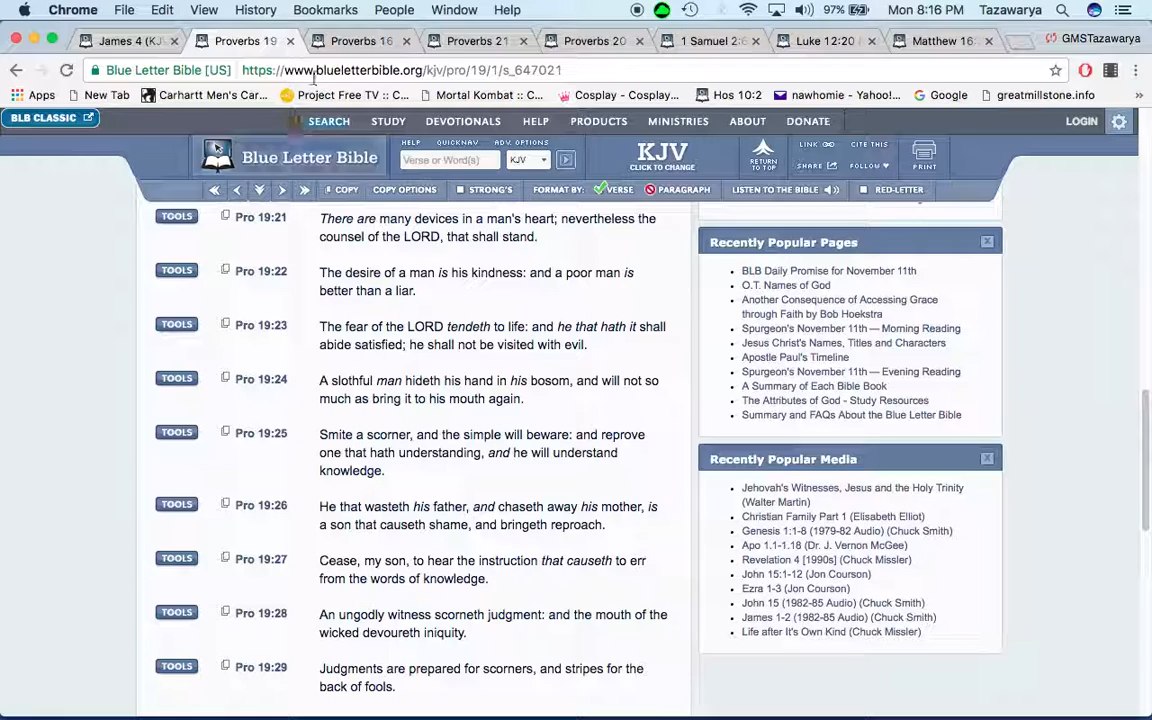 Chrome File Edit View History Bookmarks People Window Help 97% Mon 8:16 PM Tazawarya
James 4 (KJ Proverbs 19 Proverbs 16 Proverbs 21 Proverbs 20 1 Samuel 2:6 Luke 12:20 Matthew 16: GMSTazawarya
Blue Letter Bible [US] https://www.blueletterbible.org/kjv/pro/19/1/s_647021
Apps New Tab Carhartt Men's Car... Project Free TV :: C... Mortal Kombat :: C... Cosplay - Cosplay... Hos 10:2 nawhomie - Yahoo!... Google greatmillstone.info »
BLB CLASSIC SEARCH STUDY DEVOTIONALS HELP PRODUCTS MINISTRIES ABOUT DONATE LOGIN
HELP QUICKNAV ADV. OPTIONS
Blue Letter Bible Verse or Word(s) KJV
KJV
CLICK TO CHANGE
RETURN
TO TOP
LINK CITE THIS
SHARE FOLLOW
PRINT
COPY COPY OPTIONS STRONG'S FORMAT BY: VERSE PARAGRAPH LISTEN TO THE BIBLE RED-LETTER
TOOLS Pro 19:21 There are many devices in a man's heart; nevertheless the
counsel of the LORD, that shall stand.
TOOLS Pro 19:22 The desire of a man is his kindness: and a poor man is
better than a liar.
TOOLS Pro 19:23 The fear of the LORD tendeth to life: and he that hath it shall
abide satisfied; he shall not be visited with evil.
TOOLS Pro 19:24 A slothful man hideth his hand in his bosom, and will not so
much as bring it to his mouth again.
TOOLS Pro 19:25 Smite a scorner, and the simple will beware: and reprove
one that hath understanding, and he will understand
knowledge.
TOOLS Pro 19:26 He that wasteth his father, and chaseth away his mother, is
a son that causeth shame, and bringeth reproach.
TOOLS Pro 19:27 Cease, my son, to hear the instruction that causeth to err
from the words of knowledge.
TOOLS Pro 19:28 An ungodly witness scorneth judgment: and the mouth of the
wicked devoureth iniquity.
TOOLS Pro 19:29 Judgments are prepared for scorners, and stripes for the
back of fools.
Recently Popular Pages
BLB Daily Promise for November 11th
O.T. Names of God
Another Consequence of Accessing Grace
through Faith by Bob Hoekstra
Spurgeon's November 11th — Morning Reading
Jesus Christ's Names, Titles and Characters
Apostle Paul's Timeline
Spurgeon's November 11th — Evening Reading
A Summary of Each Bible Book
The Attributes of God - Study Resources
Summary and FAQs About the Blue Letter Bible
Recently Popular Media
Jehovah's Witnesses, Jesus and the Holy Trinity
(Walter Martin)
Christian Family Part 1 (Elisabeth Elliot)
Genesis 1:1-8 (1979-82 Audio) (Chuck Smith)
Apo 1.1-1.18 (Dr. J. Vernon McGee)
Revelation 4 [1990s] (Chuck Missler)
John 15:1-12 (Jon Courson)
Ezra 1-3 (Jon Courson)
John 15 (1982-85 Audio) (Chuck Smith)
James 1-2 (1982-85 Audio) (Chuck Smith)
Life after It's Own Kind (Chuck Missler)